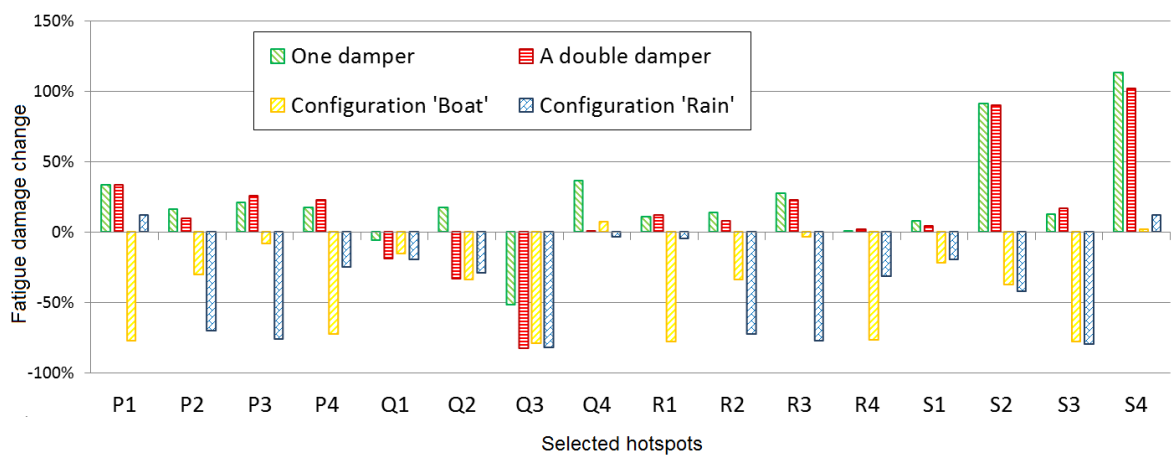 150%
100%
50%
0%
-50%
-100%
Fatigue damage change
One damper
A double damper
Configuration 'Boat'
Configuration 'Rain'
P1 P2 P3 P4 Q1 Q2 Q3 Q4 R1 R2 R3 R4 S1 S2 S3 S4
Selected hotspots